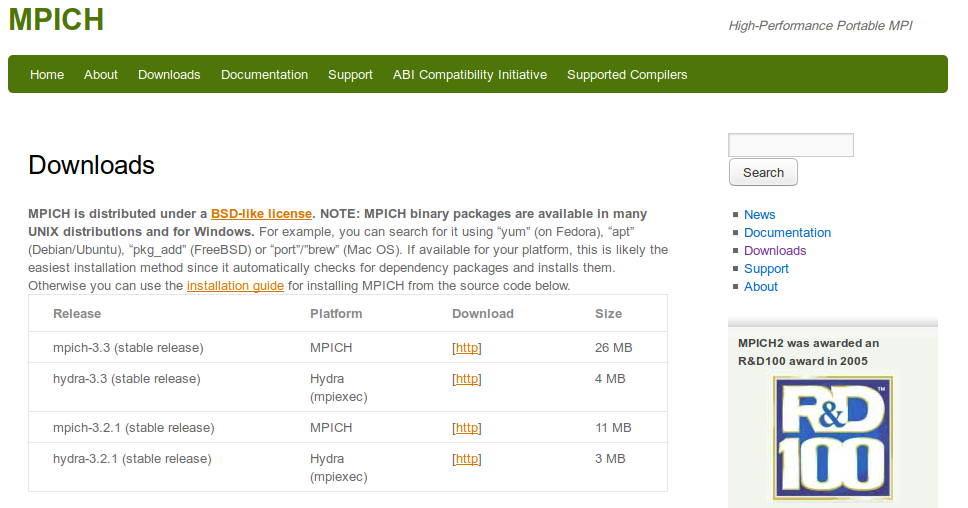 MPICH
High-Performance Portable MPI
Home About Downloads Documentation Support ABI Compatibility Initiative Supported Compilers
Downloads
MPICH is distributed under a BSD-like license. NOTE: MPICH binary packages are available in many
UNIX distributions and for Windows. For example, you can search for it using “yum” (on Fedora), “apt”
(Debian/Ubuntu), “pkg_add” (FreeBSD) or “port”/”brew” (Mac OS). If available for your platform, this is likely the
easiest installation method since it automatically checks for dependency packages and installs them.
Otherwise you can use the installation guide for installing MPICH from the source code below.
Release Platform Download Size
mpich-3.3 (stable release) MPICH [http] 26 MB
hydra-3.3 (stable release) Hydra [http] 4 MB
(mpiexec)
mpich-3.2.1 (stable release) MPICH [http] 11 MB
hydra-3.2.1 (stable release) Hydra [http] 3 MB
(mpiexec)
Search
News
Documentation
Downloads
Support
About
MPICH2 was awarded an
R&D100 award in 2005
R&D™
100